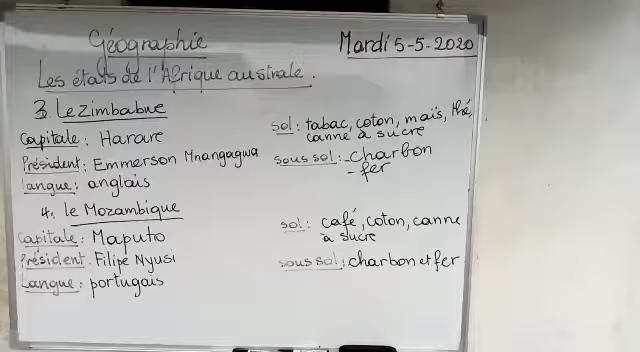 Géographie
Mardi 5-5-2020
Les états de l'Afrique australe.
3. Le zimbabwe
Capitale : Harare
Président : Emmerson Mnangagwa
langue : anglais
sol : tabac, coton, maïs, thé,
canne à sucre
sous sol : - charbon
- fer
4. le Mozambique
Capitale : Maputo
Président : Filipe Nyusi
Langue : portugais
sol : café, coton, canne
à sucre
sous sol : charbon et fer